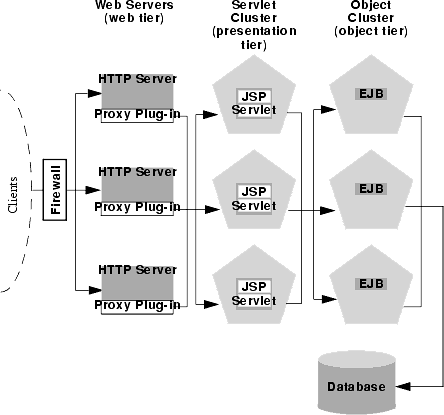 Web Servers
(web tier)
Servlet
Cluster
(presentation
tier)
Object
Cluster
(object tier)
HTTP Server
Proxy Plug-in
JSP
Servlet
EJB
Clients
Firewall
HTTP Server
Proxy Plug-in
JSP
Servlet
EJB
HTTP Server
Proxy Plug-in
JSP
Servlet
EJB
Database